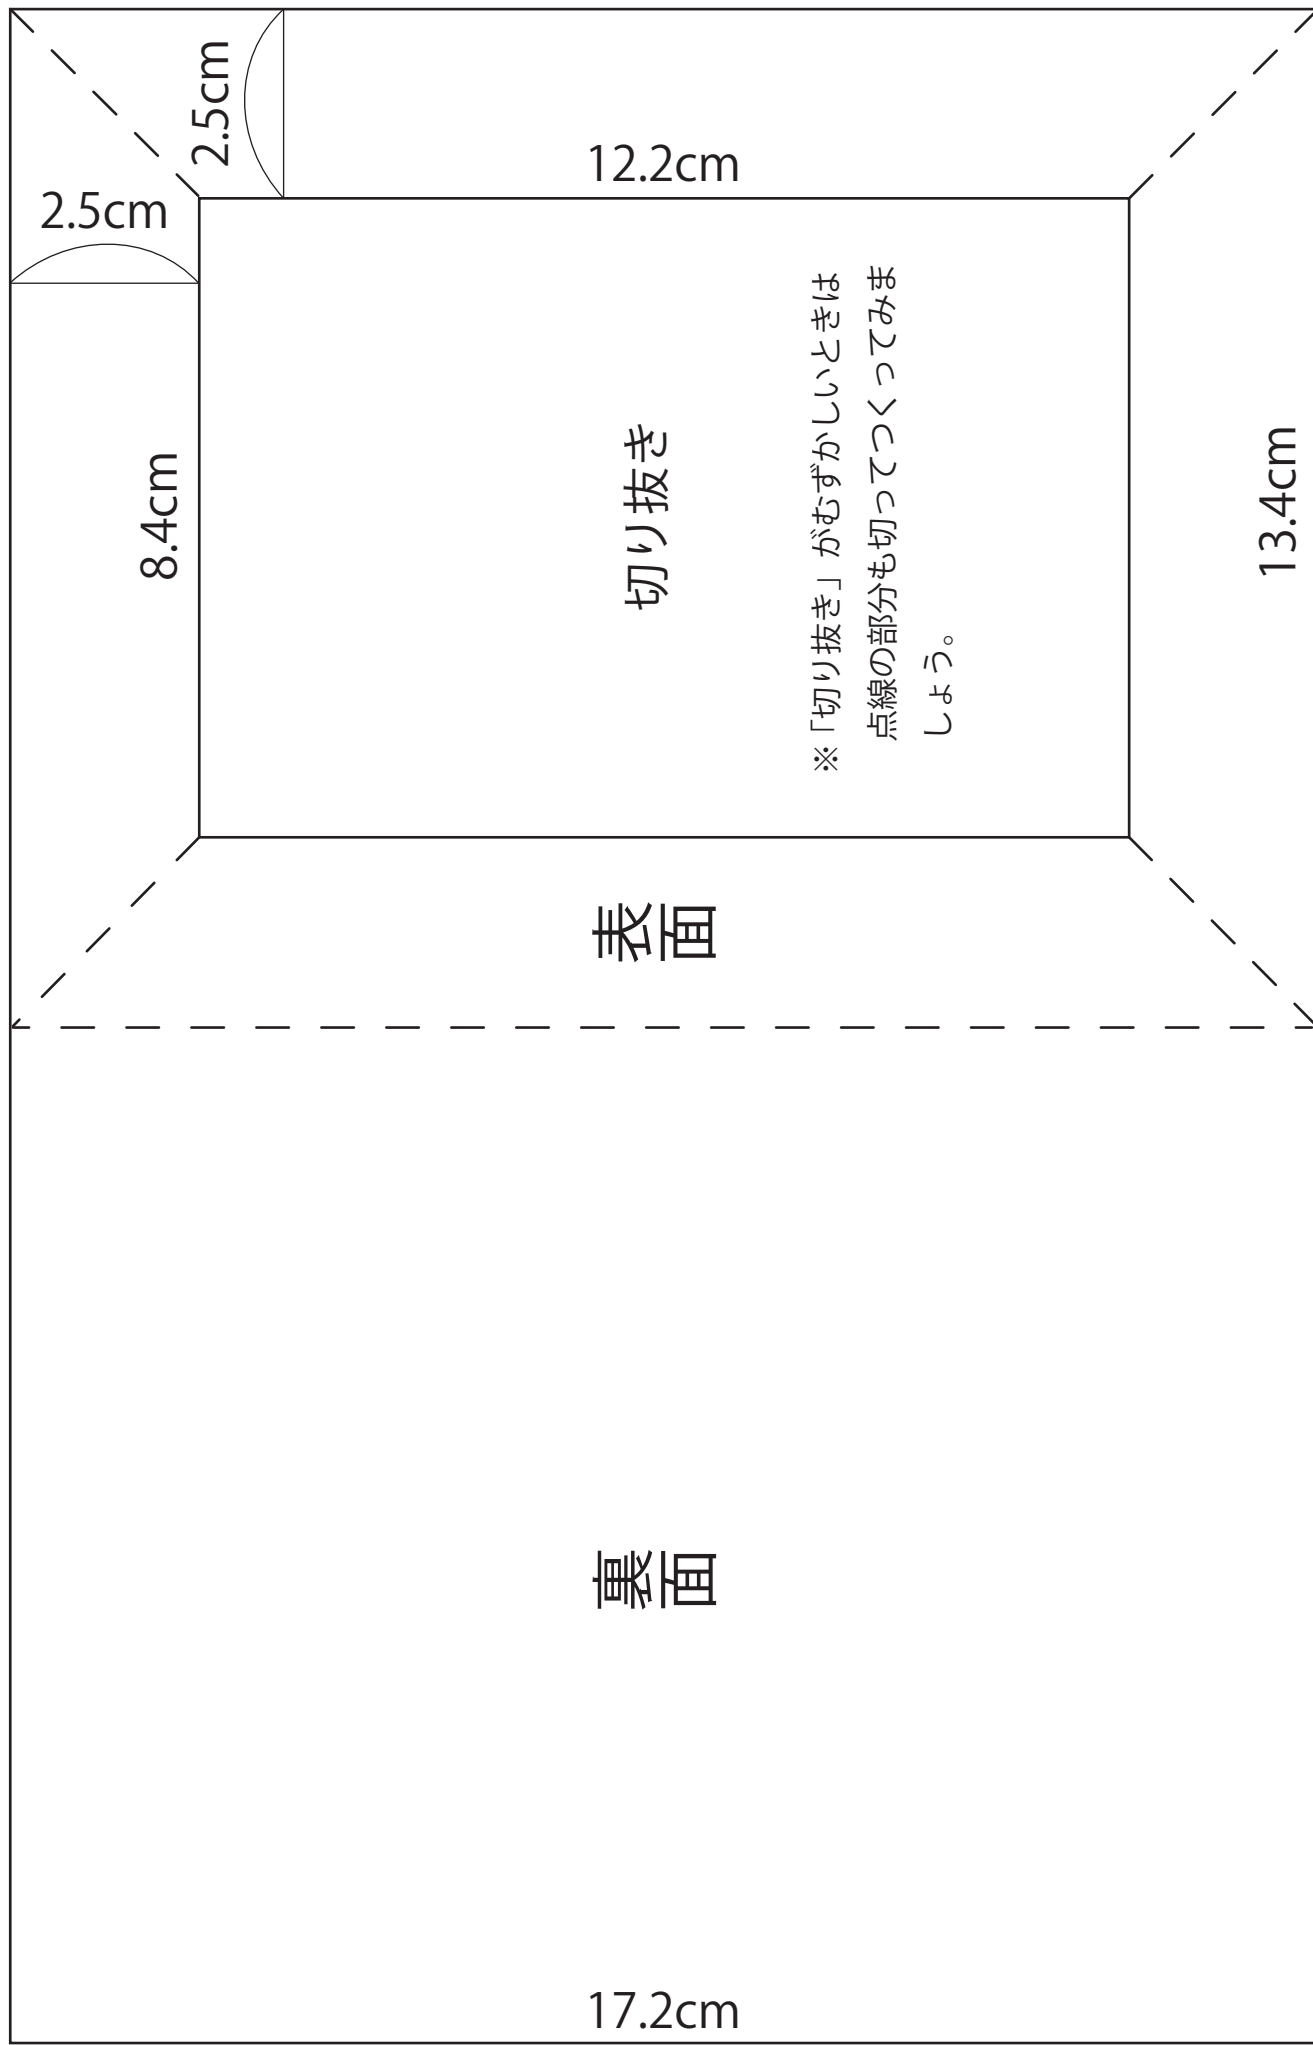 2.5cm
2.5cm
12.2cm
8.4cm
切り抜き
※「切り抜き」がむずかしいときは
点線の部分も切ってつくってみま
しょう。
13.4cm
表面
裏面
17.2cm